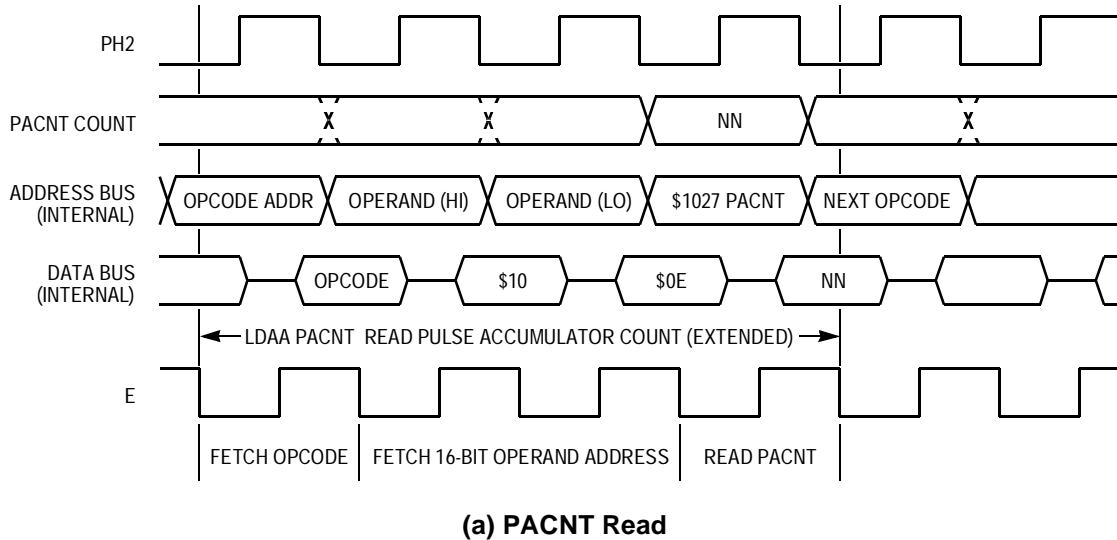 PH2
PACNT COUNT
X
X
NN
X
ADDRESS BUS
(INTERNAL)
OPCODE ADDR
OPERAND (HI)
OPERAND (LO)
$1027 PACNT
NEXT OPCODE
DATA BUS
(INTERNAL)
OPCODE
$10
$0E
NN
LDAA PACNT READ PULSE ACCUMULATOR COUNT (EXTENDED)
E
FETCH OPCODE
FETCH 16-BIT OPERAND ADDRESS
READ PACNT
(a) PACNT Read